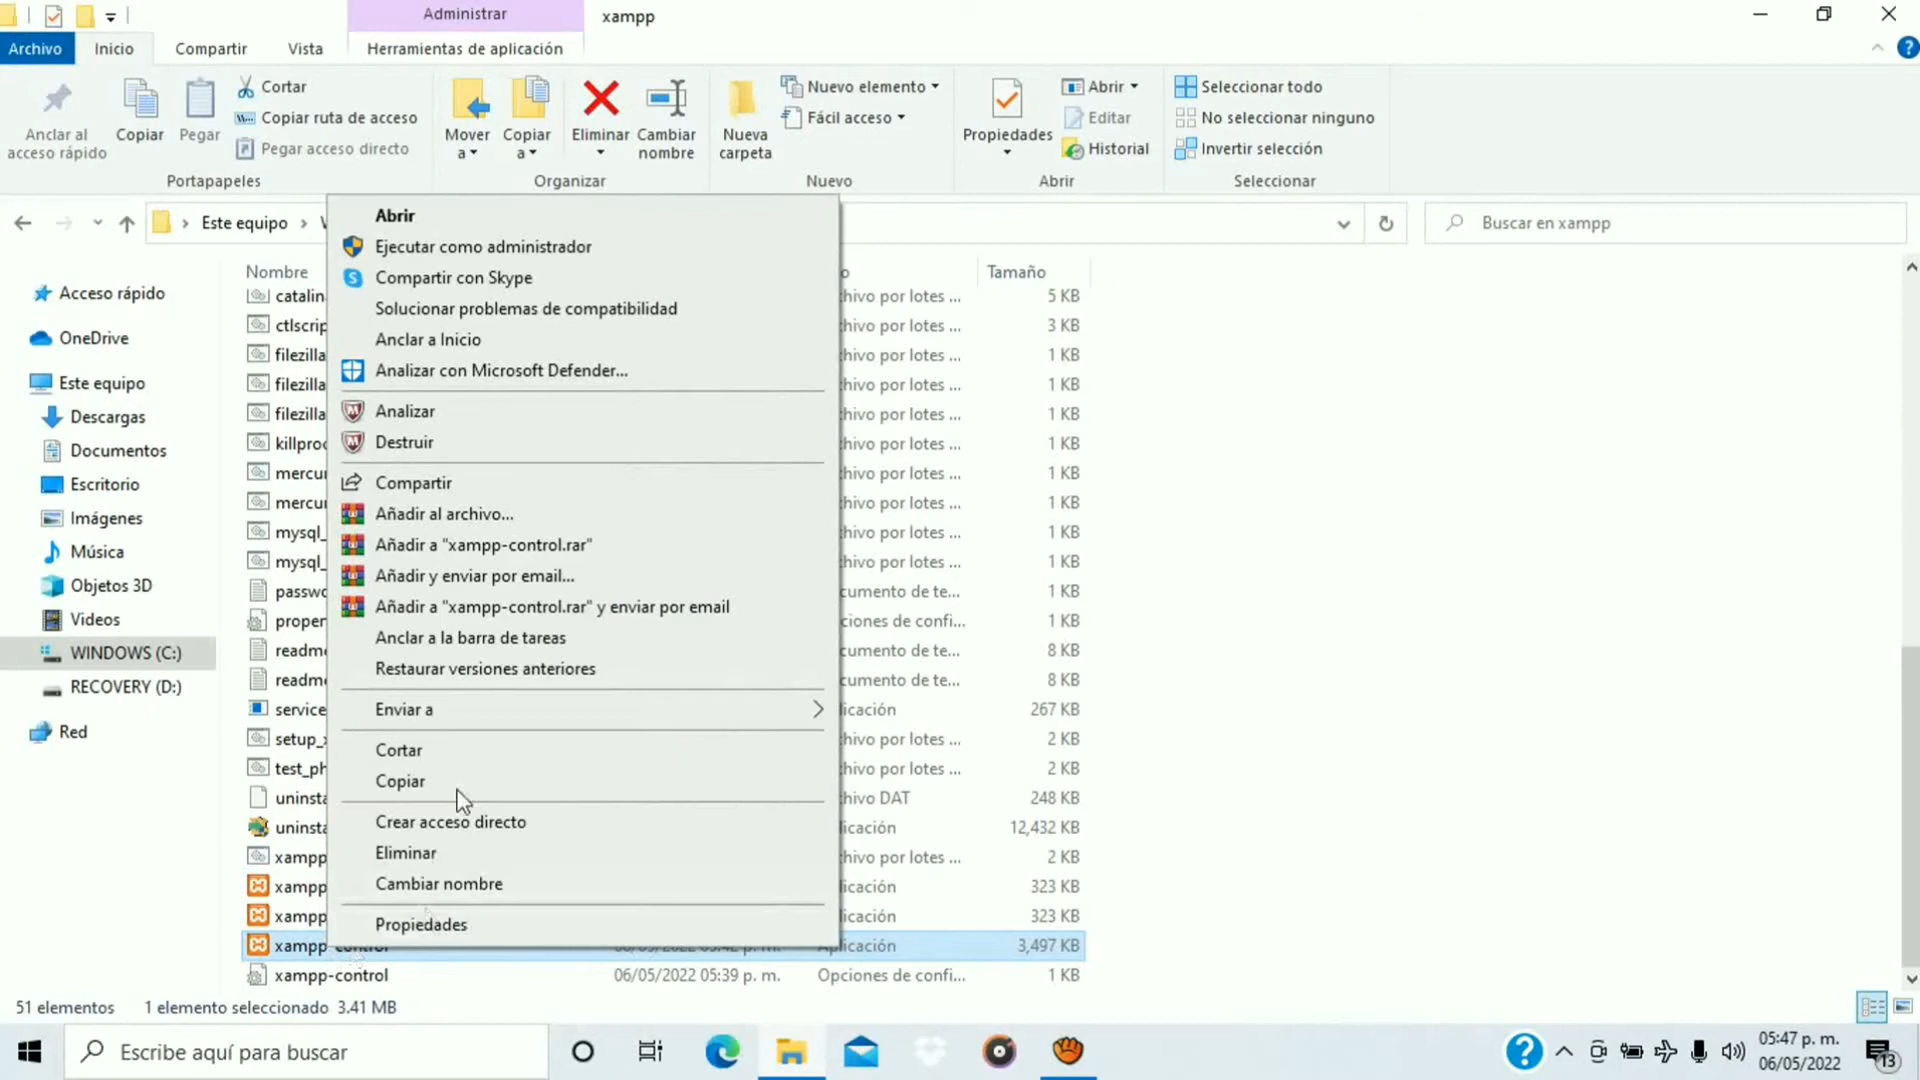 Administrar
xampp
Archivo
Inicio
Compartir
Vista
Herramientas de aplicación
Anclar al
acceso rápido
Copiar
Pegar
Cortar
Copiar ruta de acceso
Pegar acceso directo
Portapapeles
Mover
a
Copiar
a
Eliminar
Cambiar
nombre
Organizar
Nueva
carpeta
Nuevo elemento
Fácil acceso
Nuevo
Propiedades
Abrir
Editar
Historial
Abrir
Seleccionar todo
No seleccionar ninguno
Invertir selección
Seleccionar
Este equipo
Buscar en xampp
Acceso rápido
OneDrive
Este equipo
Descargas
Documentos
Escritorio
Imágenes
Música
Objetos 3D
Videos
WINDOWS (C:)
RECOVERY (D:)
Red
Abrir
Ejecutar como administrador
Compartir con Skype
Solucionar problemas de compatibilidad
Anclar a Inicio
Analizar con Microsoft Defender...
Analizar
Destruir
Compartir
Añadir al archivo...
Añadir a "xampp-control.rar"
Añadir y enviar por email...
Añadir a "xampp-control.rar" y enviar por email
Anclar a la barra de tareas
Restaurar versiones anteriores
Enviar a
Cortar
Copiar
Crear acceso directo
Eliminar
Cambiar nombre
Propiedades
Nombre
Tamaño
catalin hivo por lotes ... 5 KB
ctlscrip hivo por lotes ... 3 KB
filezilla hivo por lotes ... 1 KB
filezilla hivo por lotes ... 1 KB
filezilla hivo por lotes ... 1 KB
killproc hivo por lotes ... 1 KB
mercu hivo por lotes ... 1 KB
mercu hivo por lotes ... 1 KB
mysql_ hivo por lotes ... 1 KB
mysql_ hivo por lotes ... 1 KB
passwo cumento de te... 1 KB
proper ciones de confi... 1 KB
readme cumento de te... 8 KB
readme cumento de te... 8 KB
service licación 267 KB
setup_x hivo por lotes ... 2 KB
test_ph hivo por lotes ... 2 KB
uninsta hivo DAT 248 KB
uninsta licación 12,432 KB
xampp hivo por lotes ... 2 KB
xampp licación 323 KB
xampp licación 323 KB
xampp-control 06/05/2022 05:42 p. m. Aplicación 3,497 KB
xampp-control 06/05/2022 05:39 p. m. Opciones de confi... 1 KB
51 elementos 1 elemento seleccionado 3.41 MB
Escribe aquí para buscar
05:47 p. m.
06/05/2022
13